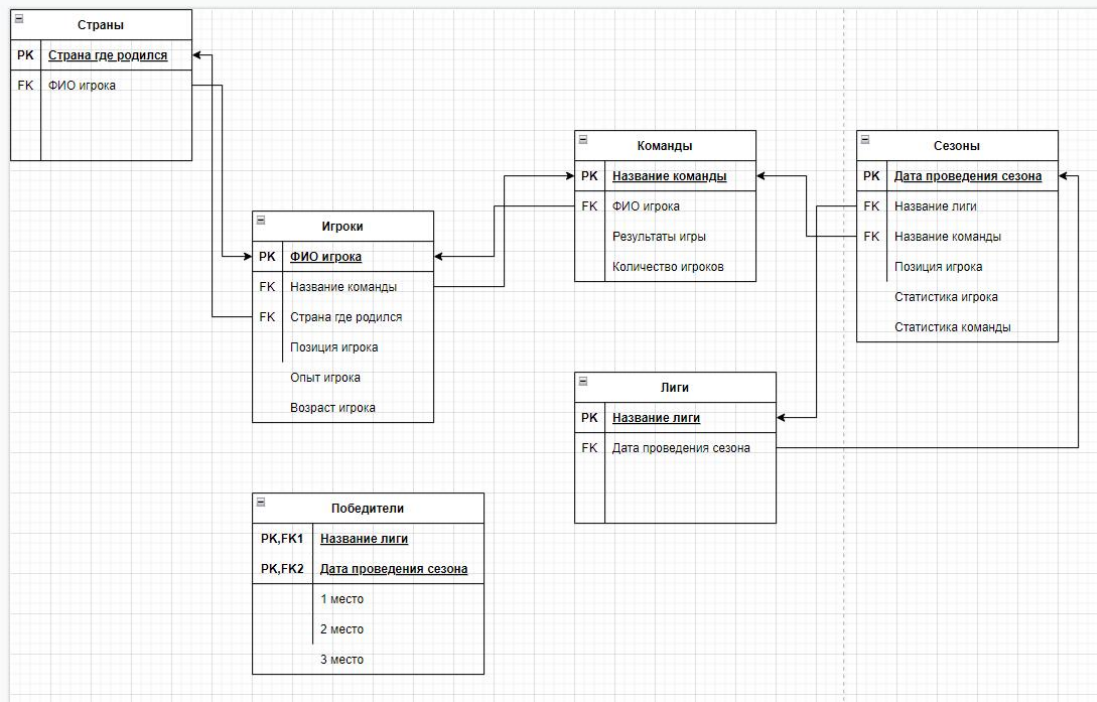 Страны
PK Страна где родился
FK ФИО игрока
Команды
PK Название команды
FK ФИО игрока
Результаты игры
Количество игроков
Сезоны
PK Дата проведения сезона
FK Название лиги
FK Название команды
Позиция игрока
Статистика игрока
Статистика команды
Игроки
PK ФИО игрока
FK Название команды
FK Страна где родился
Позиция игрока
Опыт игрока
Возраст игрока
Лиги
PK Название лиги
FK Дата проведения сезона
Победители
PK,FK1 Название лиги
PK,FK2 Дата проведения сезона
1 место
2 место
3 место